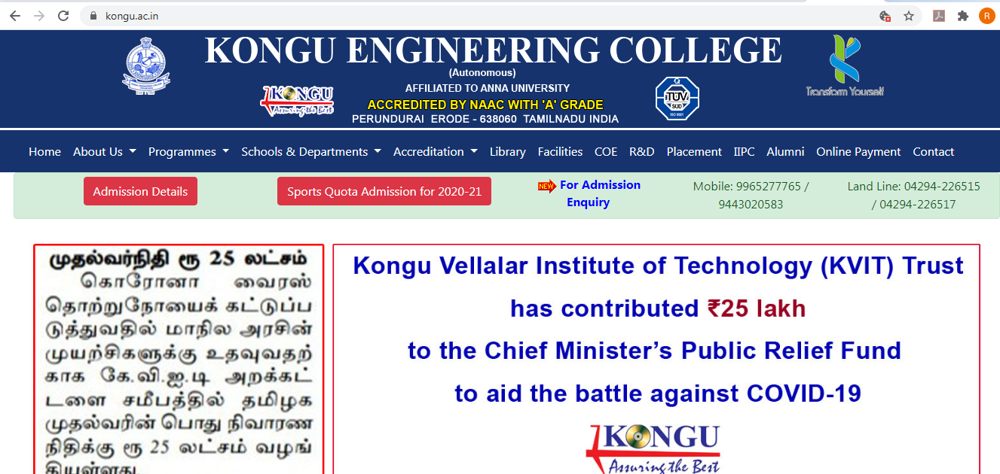 kongu.ac.in
R
KONGU ENGINEERING COLLEGE
(Autonomous)
AFFILIATED TO ANNA UNIVERSITY
ACCREDITED BY NAAC WITH 'A' GRADE
PERUNDURAI ERODE - 638060 TAMILNADU INDIA
KONGU
Assuring the Best
TÜV
SUD
ISO 9001
Transform Yourself
Home About Us Programmes Schools & Departments Accreditation Library Facilities COE R&D Placement IIPC Alumni Online Payment Contact
Admission Details
Sports Quota Admission for 2020-21
NEW For Admission
Enquiry
Mobile: 9965277765 /
9443020583
Land Line: 04294-226515
/ 04294-226517
முதல்வர்நிதி ரூ 25 லட்சம்
கொரோனா வைரஸ்
தொற்றுநோயைக் கட்டுப்ப
டுத்துவதில் மாநில அரசின்
முயற்சிகளுக்கு உதவுவதற்
காக கே.வி.ஐ.டி அறக்கட்
டளை சமீபத்தில் தமிழக
முதல்வரின் பொது நிவாரண
நிதிக்கு ரூ 25 லட்சம் வழங்
கியுள்ளது.
Kongu Vellalar Institute of Technology (KVIT) Trust
has contributed ₹25 lakh
to the Chief Minister’s Public Relief Fund
to aid the battle against COVID-19
KONGU
Assuring the Best